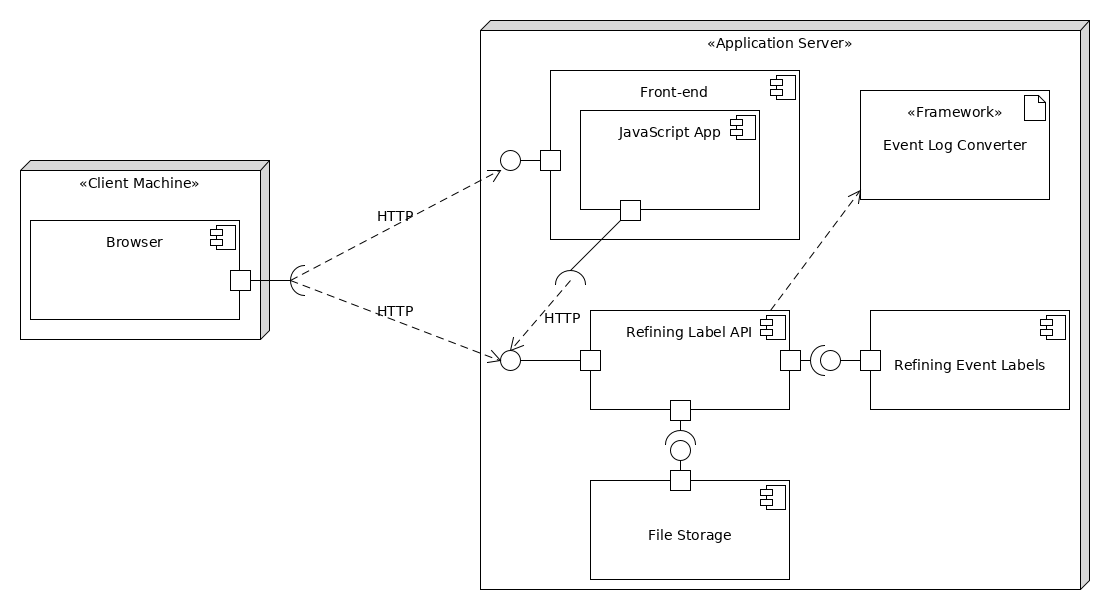 «Application Server»
Front-end
JavaScript App
«Framework»
Event Log Converter
«Client Machine»
Browser
HTTP
HTTP
HTTP
Refining Label API
Refining Event Labels
File Storage